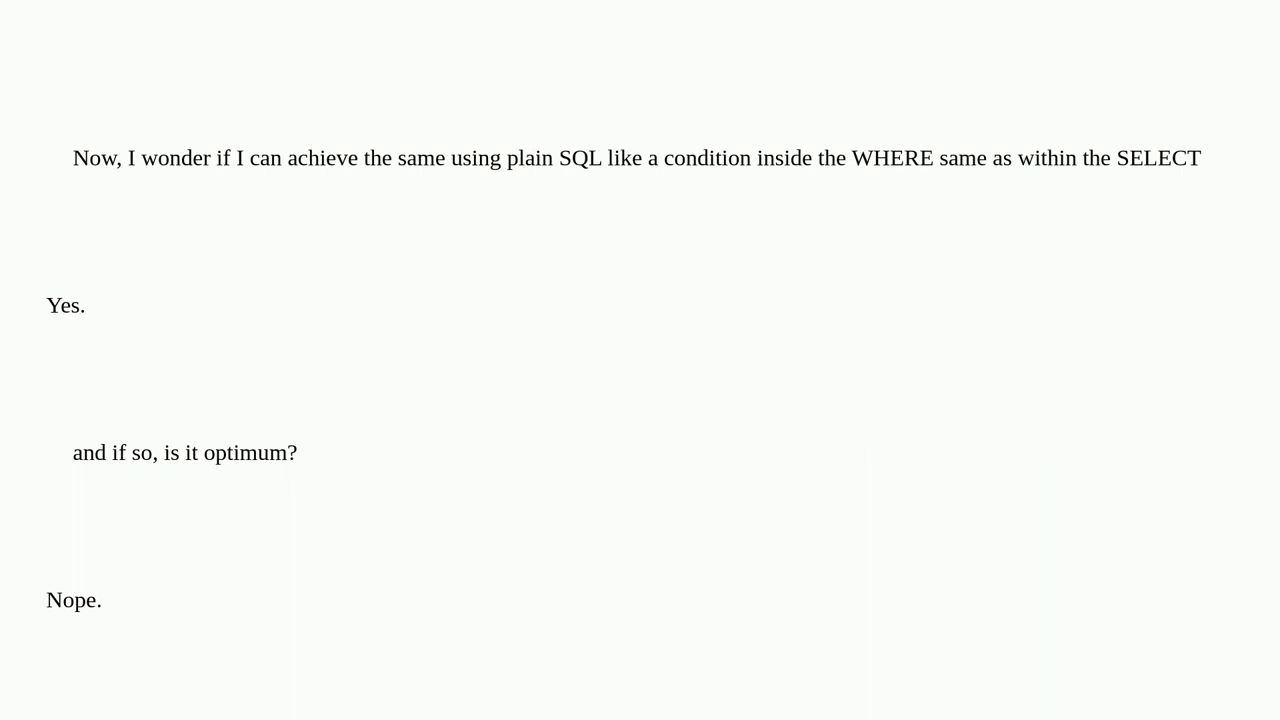 Now, I wonder if I can achieve the same using plain SQL like a condition inside the WHERE same as within the SELECT
Yes.
and if so, is it optimum?
Nope.